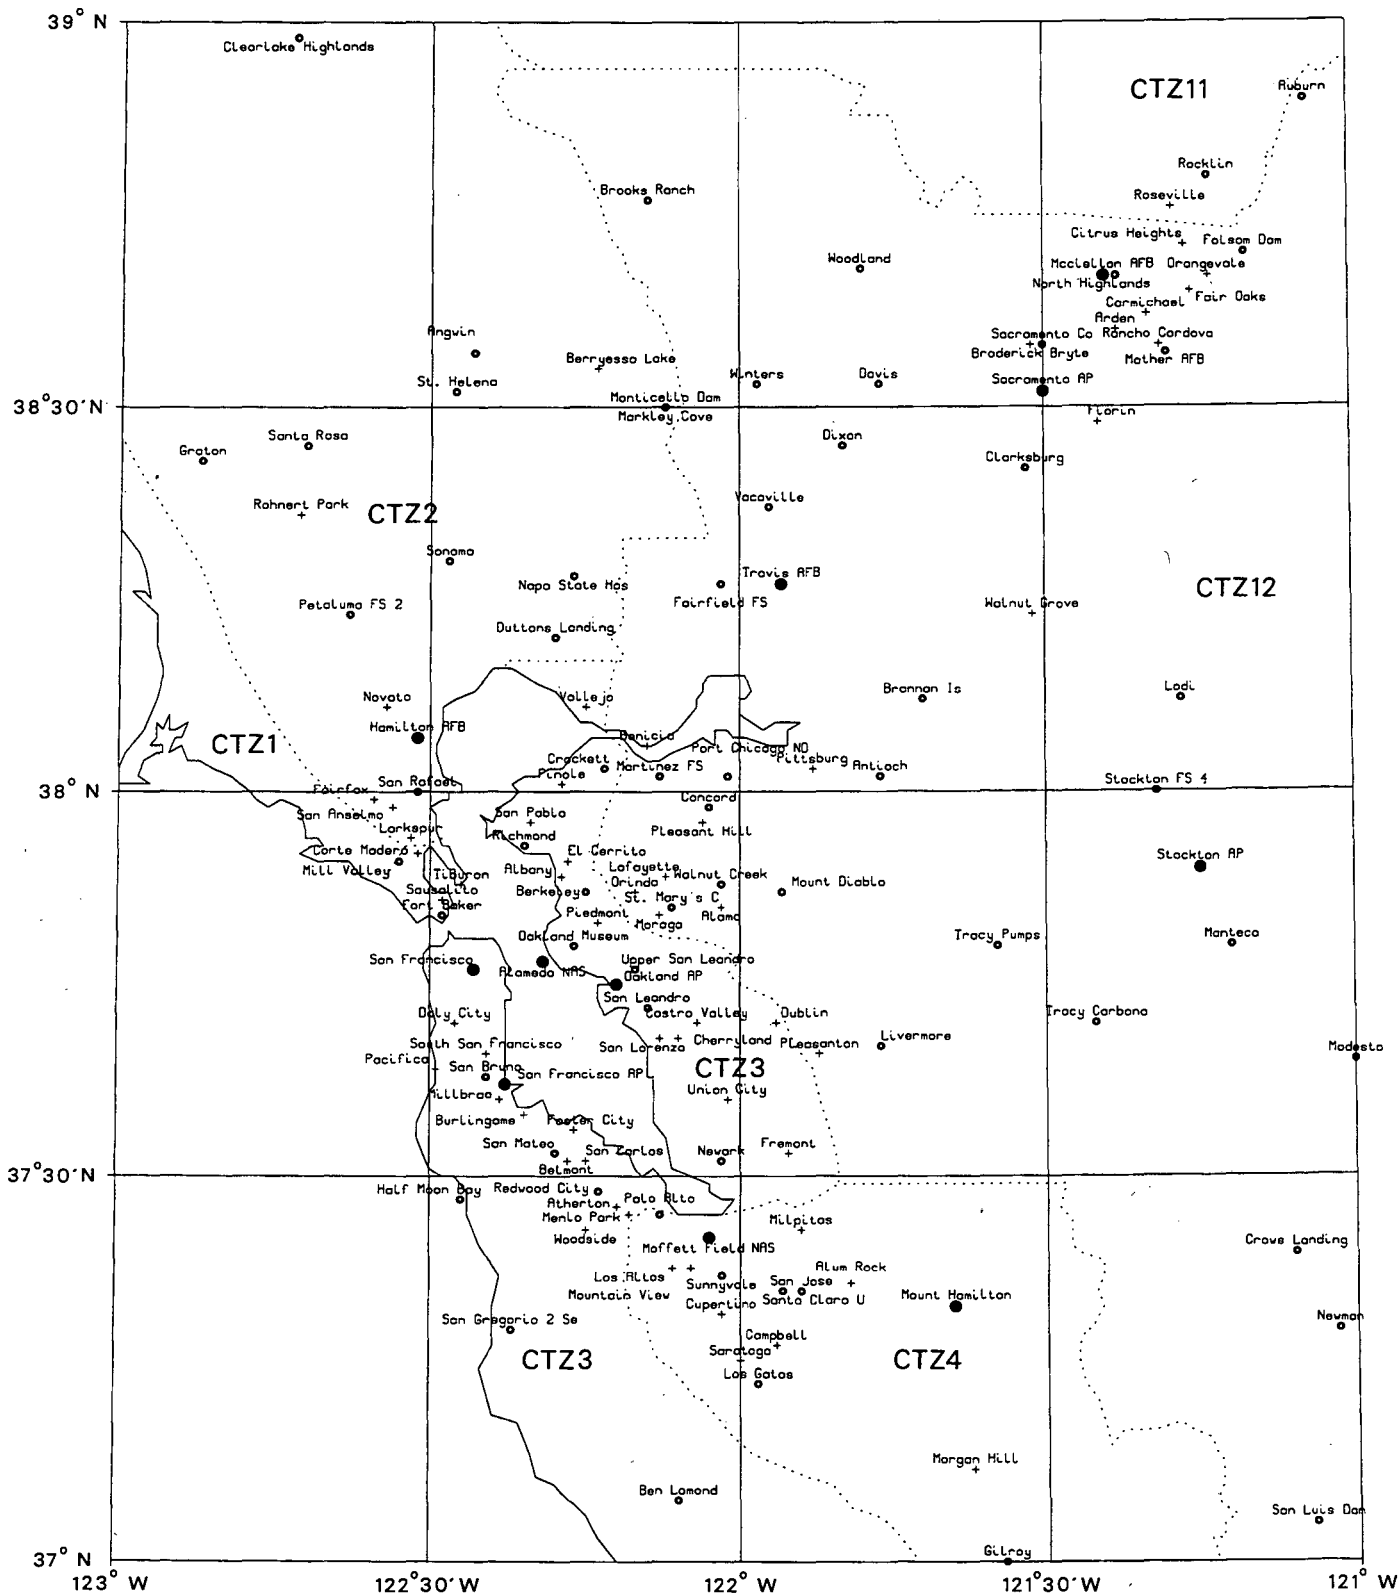 39° N
Clearlake Highlands
CTZ11
Auburn
Rocklin
Brooks Ranch
Roseville
Citrus Heights
Folsom Dam
Woodland
Mcclellan AFB
Orangevale
North Highlands
Fair Oaks
Carmichael
Arden
Angwin
Sacramento Co
Rancho Cordova
Broderick Bryte
Mather AFB
Berryessa Lake
St. Helena
Winters
Davis
Sacramento AP
Monticello Dam
38°30'N
Markley Cove
Florin
Santa Rosa
Dixon
Graton
Clarksburg
Rohnert Park
CTZ2
Vacaville
Sonoma
Napa State Hos
Travis AFB
Fairfield FS
CTZ12
Petaluma FS 2
Walnut Grove
Duttons Landing
Novato
Vallejo
Brannan Is
Lodi
Hamilton AFB
CTZ1
Benicia
Port Chicago ND
Crockett
Martinez FS
Pittsburg
Pinole
Antioch
Fairfax
San Rafael
Stockton FS 4
38° N
San Anselmo
San Pablo
Concord
Larkspur
Richmond
Pleasant Hill
Corte Madera
El Cerrito
Stockton AP
Mill Valley
Albany
Lafayette
Walnut Creek
Tiburon
Berkeley
Orinda
Mount Diablo
Sausalito
St. Mary's C
Fort Baker
Piedmont
Moraga
Alamo
Oakland Museum
Tracy Pumps
Manteca
San Francisco
Alameda NAS
Upper San Leandro
Oakland AP
San Leandro
Daly City
Castro Valley
Dublin
Tracy Carbona
South San Francisco
San Lorenzo
Cherryland
Pleasanton
Livermore
Modesto
Pacifica
San Bruno
San Francisco AP
CTZ3
Millbrae
Union City
Burlingame
Foster City
San Mateo
San Carlos
Newark
Fremont
Belmont
37°30'N
Half Moon Bay
Redwood City
Atherton
Palo Alto
Menlo Park
Milpitas
Woodside
Moffett Field NAS
Crows Landing
Los Altos
Alum Rock
Mountain View
Sunnyvale
San Jose
Cupertino
Santa Clara U
Mount Hamilton
San Gregorio 2 Se
Newman
Campbell
CTZ3
Saratoga
CTZ4
Los Gatos
Morgan Hill
Ben Lomond
San Luis Dam
Gilroy
37° N
123° W
122°30'W
122° W
121°30'W
121° W